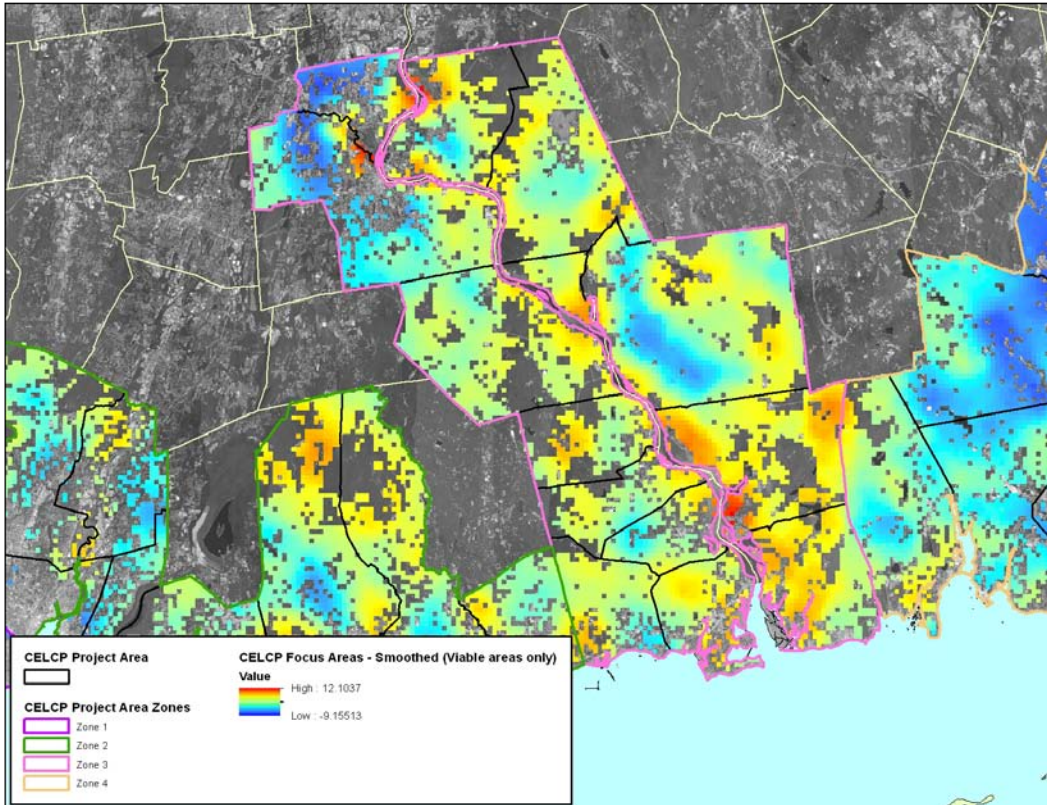 CELCP Project Area
CELCP Project Area Zones
Zone 1
Zone 2
Zone 3
Zone 4
CELCP Focus Areas - Smoothed (Viable areas only)
Value
High : 12.1037
Low : -9.15513